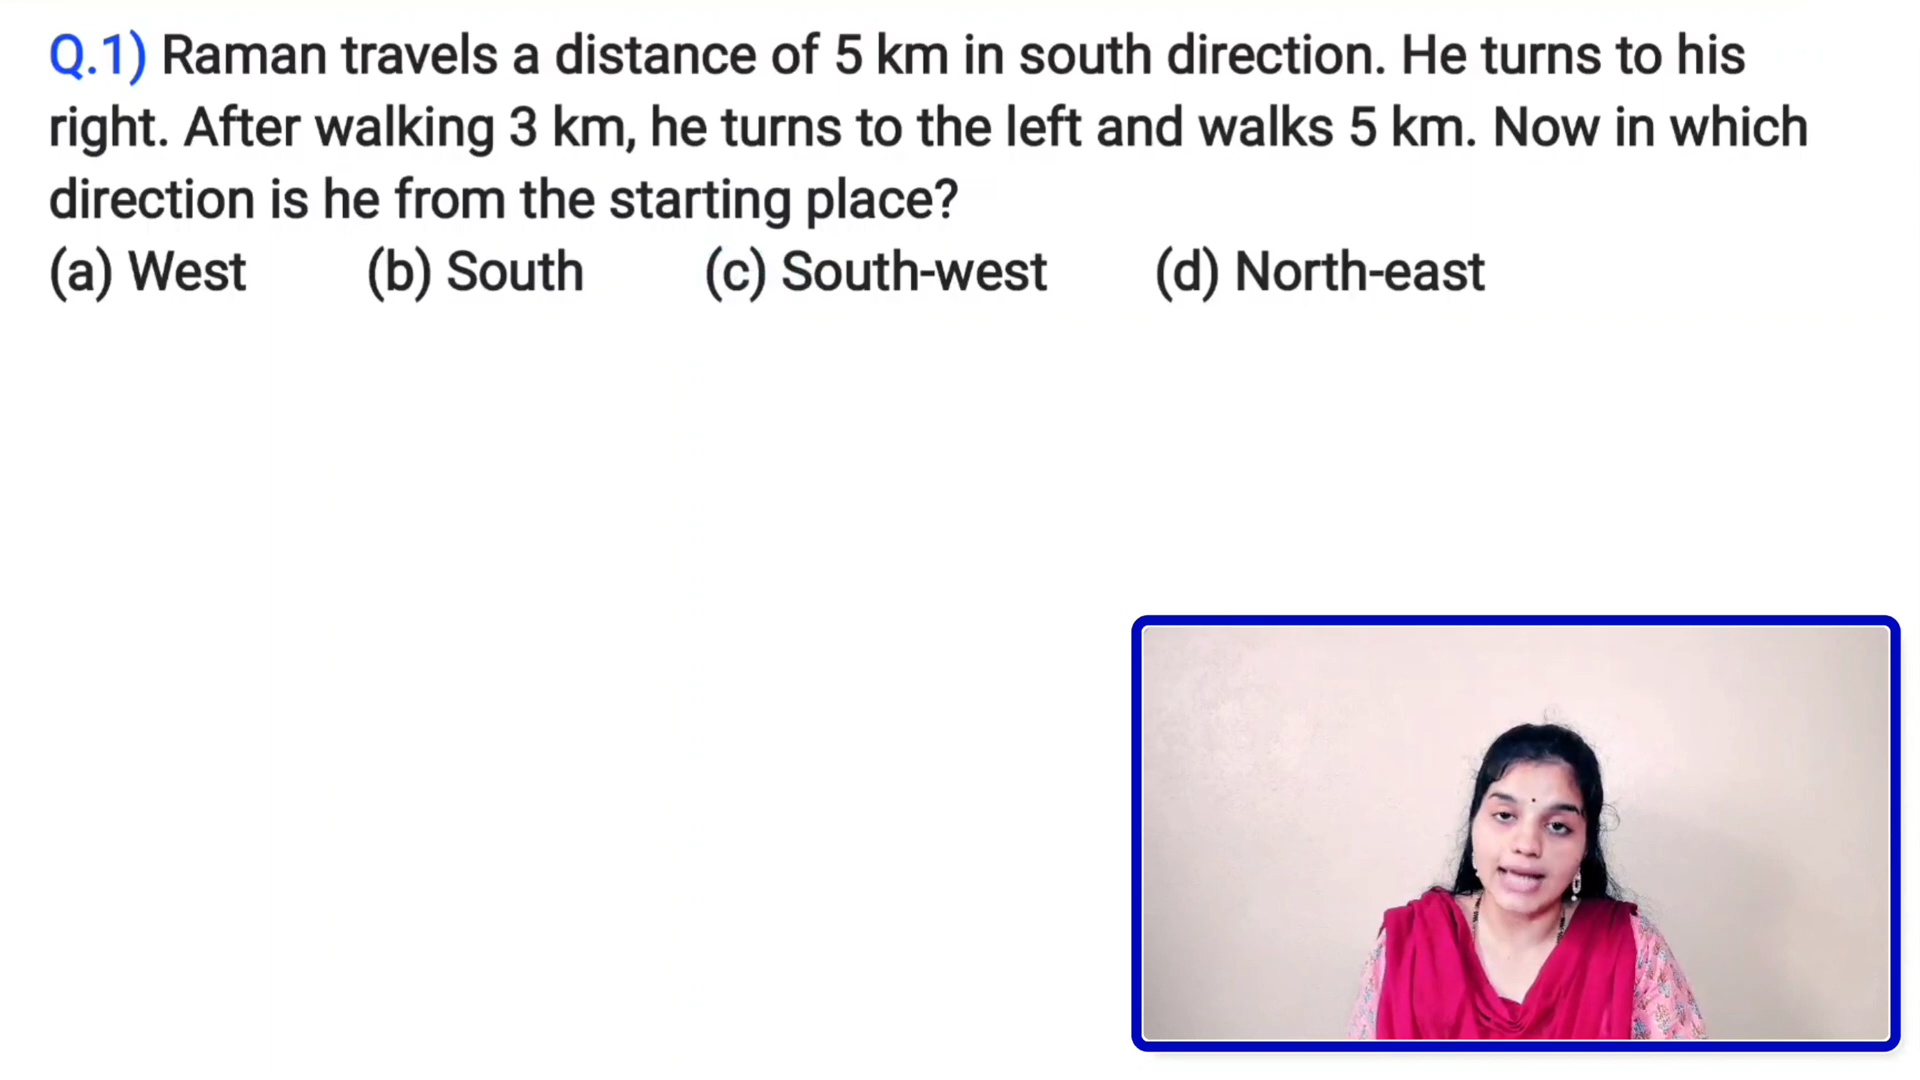 Q.1) Raman travels a distance of 5 km in south direction. He turns to his
right. After walking 3 km, he turns to the left and walks 5 km. Now in which
direction is he from the starting place?
(a) West (b) South (c) South-west (d) North-east